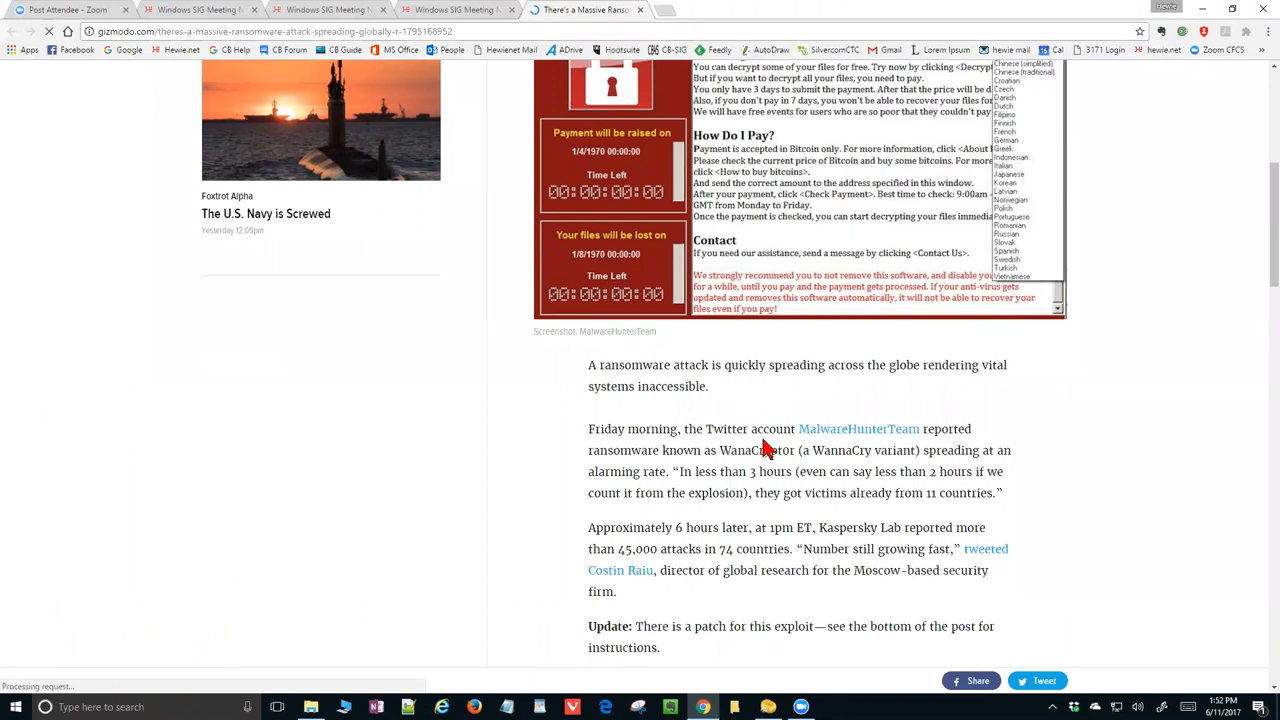 Post Attendee - Zoom
Windows SIG Meeting N
Windows SIG Meeting N
Windows SIG Meeting N
There's a Massive Ranso
Hewie
gizmodo.com/theres-a-massive-ransomware-attack-spreading-globally-r-1795168952
Apps
Facebook
Google
Hewie.net
CB Help
CB Forum
CB Guide
MS Office
People
Hewienet Mail
ADrive
Hootsuite
CB-SIG
Feedly
AutoDraw
SilvercomCTC
Gmail
Lorem Ipsum
hewie mail
Cal
3171 Login
hewie.net
Zoom CFCS
You can decrypt some of your files for free. Try now by clicking <Decryp
But if you want to decrypt all your files, you need to pay.
You only have 3 days to submit the payment. After that the price will be d
Also, if you don't pay in 7 days, you won't be able to recover your files for
We will have free events for users who are so poor that they couldn't pay
How Do I Pay?
Payment is accepted in Bitcoin only. For more information, click <About
Please check the current price of Bitcoin and buy some bitcoins. For more
click <How to buy bitcoins>.
And send the correct amount to the address specified in this window.
After your payment, click <Check Payment>. Best time to check: 9:00am -
GMT from Monday to Friday.
Once the payment is checked, you can start decrypting your files immedia
Contact
If you need our assistance, send a message by clicking <Contact Us>.
We strongly recommend you to not remove this software, and disable you
for a while, until you pay and the payment gets processed. If your anti-virus gets
updated and removes this software automatically, it will not be able to recover your
files even if you pay!
Payment will be raised on
1/4/1970 00:00:00
Time Left
00:00:00:00
Your files will be lost on
1/8/1970 00:00:00
Time Left
00:00:00:00
Chinese (simplified)
Chinese (traditional)
Croatian
Czech
Danish
Dutch
Filipino
Finnish
French
German
Greek
Indonesian
Italian
Japanese
Korean
Latvian
Norwegian
Polish
Portuguese
Romanian
Russian
Slovak
Spanish
Swedish
Turkish
Vietnamese
Foxtrot Alpha
The U.S. Navy is Screwed
Yesterday 12:05pm
Screenshot: MalwareHunterTeam
A ransomware attack is quickly spreading across the globe rendering vital
systems inaccessible.
Friday morning, the Twitter account MalwareHunterTeam reported
ransomware known as WanaCrypt0r (a WannaCry variant) spreading at an
alarming rate. “In less than 3 hours (even can say less than 2 hours if we
count it from the explosion), they got victims already from 11 countries.”
Approximately 6 hours later, at 1pm ET, Kaspersky Lab reported more
than 45,000 attacks in 74 countries. “Number still growing fast,” tweeted
Costin Raiu, director of global research for the Moscow-based security
firm.
Update: There is a patch for this exploit—see the bottom of the post for
instructions.
Share
Tweet
Processing request...
Type here to search
1:52 PM
6/11/2017